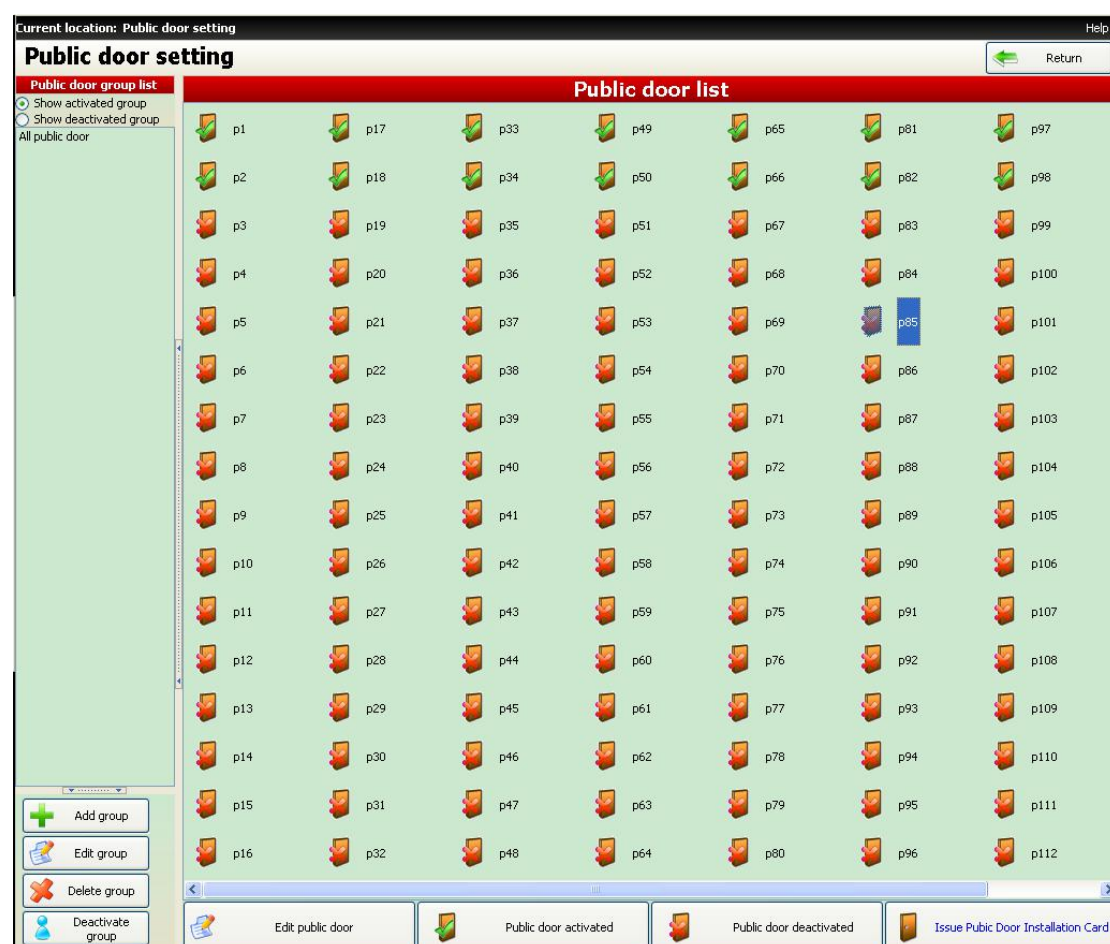 Current location: Public door setting Help
Public door setting Return
Public door group list
Show activated group
Show deactivated group
All public door
Public door list
p1 p17 p33 p49 p65 p81 p97
p2 p18 p34 p50 p66 p82 p98
p3 p19 p35 p51 p67 p83 p99
p4 p20 p36 p52 p68 p84 p100
p5 p21 p37 p53 p69 p85 p101
p6 p22 p38 p54 p70 p86 p102
p7 p23 p39 p55 p71 p87 p103
p8 p24 p40 p56 p72 p88 p104
p9 p25 p41 p57 p73 p89 p105
p10 p26 p42 p58 p74 p90 p106
p11 p27 p43 p59 p75 p91 p107
p12 p28 p44 p60 p76 p92 p108
p13 p29 p45 p61 p77 p93 p109
p14 p30 p46 p62 p78 p94 p110
p15 p31 p47 p63 p79 p95 p111
p16 p32 p48 p64 p80 p96 p112
Add group
Edit group
Delete group
Deactivate
group
Edit public door Public door activated Public door deactivated Issue Pubic Door Installation Card